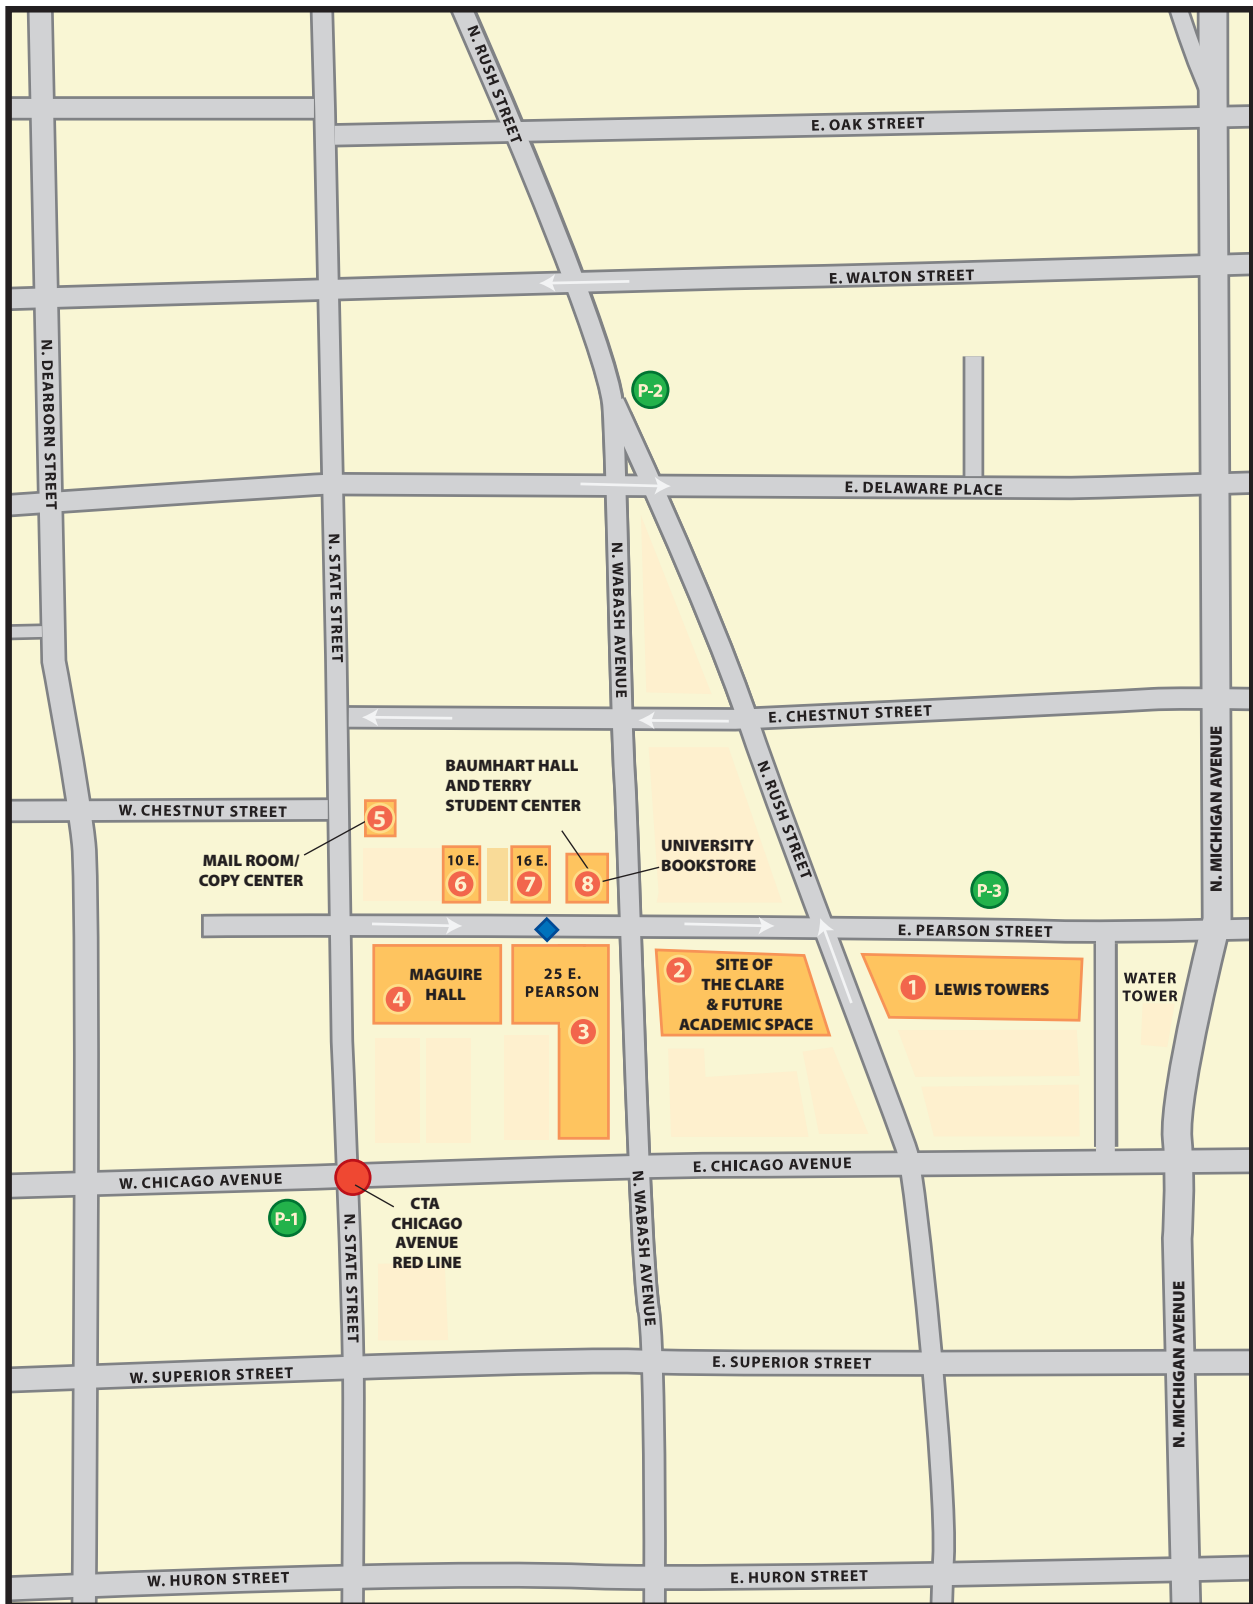 N. RUSH STREET
E. OAK STREET
E. WALTON STREET
N. DEARBORN STREET
P-2
E. DELAWARE PLACE
N. STATE STREET
N. WABASH AVENUE
E. CHESTNUT STREET
N. MICHIGAN AVENUE
BAUMHART HALL
AND TERRY
STUDENT CENTER
N. RUSH STREET
W. CHESTNUT STREET
5
MAIL ROOM/
COPY CENTER
10 E.
6
16 E.
7
8
UNIVERSITY
BOOKSTORE
P-3
E. PEARSON STREET
MAGUIRE
HALL
4
25 E.
PEARSON
3
2
SITE OF
THE CLARE
& FUTURE
ACADEMIC SPACE
1
LEWIS TOWERS
WATER
TOWER
W. CHICAGO AVENUE
E. CHICAGO AVENUE
P-1
CTA
CHICAGO
AVENUE
RED LINE
N. STATE STREET
N. WABASH AVENUE
N. MICHIGAN AVENUE
W. SUPERIOR STREET
E. SUPERIOR STREET
W. HURON STREET
E. HURON STREET